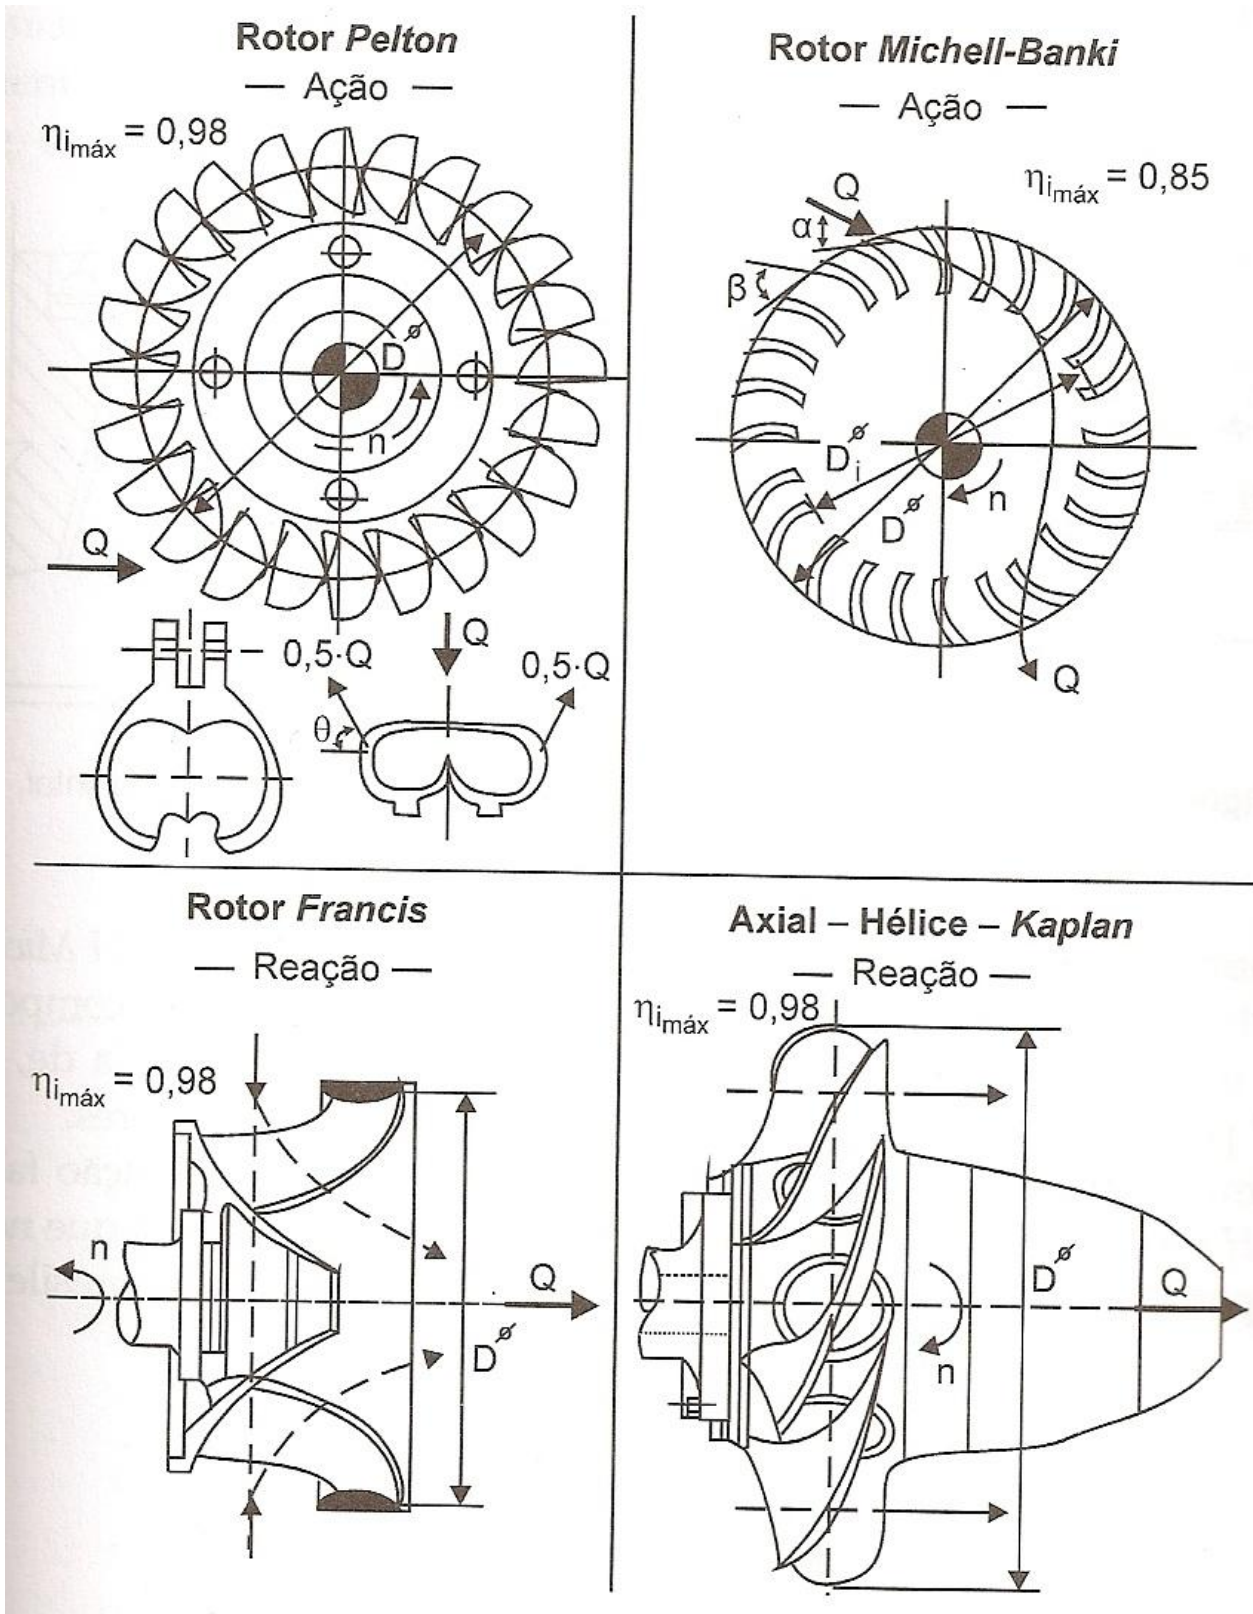 Rotor Pelton
— Ação —
ηimáx = 0,98
D ø
n
Q
0,5·Q
Q
0,5·Q
θ
Rotor Michell-Banki
— Ação —
ηimáx = 0,85
Q
α
β
Di ø
D ø
n
Q
Rotor Francis
— Reação —
ηimáx = 0,98
n
Q
D ø
Axial – Hélice – Kaplan
— Reação —
ηimáx = 0,98
D ø
Q
n